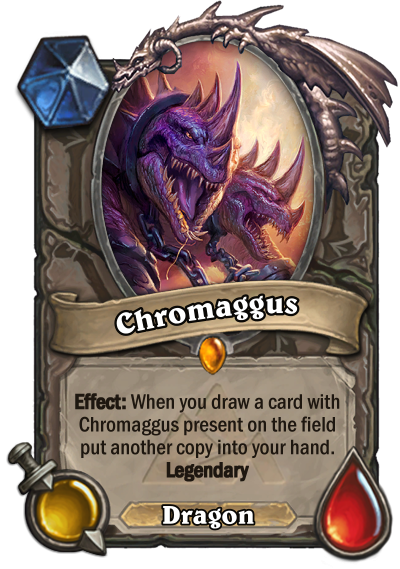 Chromaggus
Effect: When you draw a card with
Chromaggus present on the field
put another copy into your hand.
Legendary
Dragon